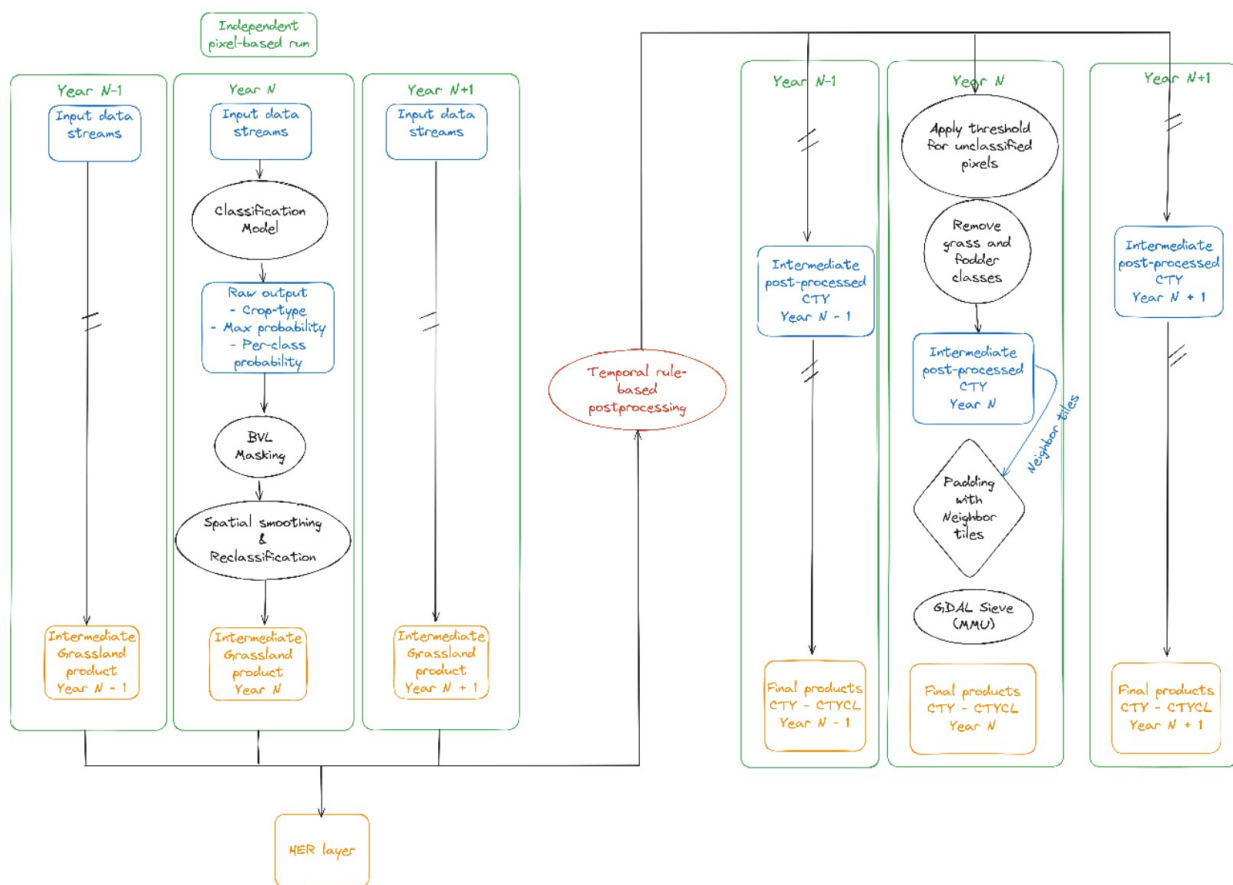 Independent
pixel-based run
Year N-1
Input data
streams
Intermediate
Grassland
product
Year N - 1
Year N
Input data
streams
Classification
Model
Raw output
- Crop-type
- Max probability
- Per-class
probability
BVL
Masking
Spatial smoothing
&
Reclassification
Intermediate
Grassland
product
Year N
Year N+1
Input data
streams
Intermediate
Grassland
product
Year N + 1
HER layer
Temporal rule-
based
postprocessing
Year N-1
Intermediate
post-processed
CTY
Year N - 1
Final products
CTY - CTYCL
Year N - 1
Year N
Apply threshold
for unclassified
pixels
Remove
grass and
fodder
classes
Intermediate
post-processed
CTY
Year N
Neighbor tiles
Padding
with
Neighbor
tiles
GDAL Sieve
(MMU)
Final products
CTY - CTYCL
Year N
Year N+1
Intermediate
post-processed
CTY
Year N + 1
Final products
CTY - CTYCL
Year N + 1